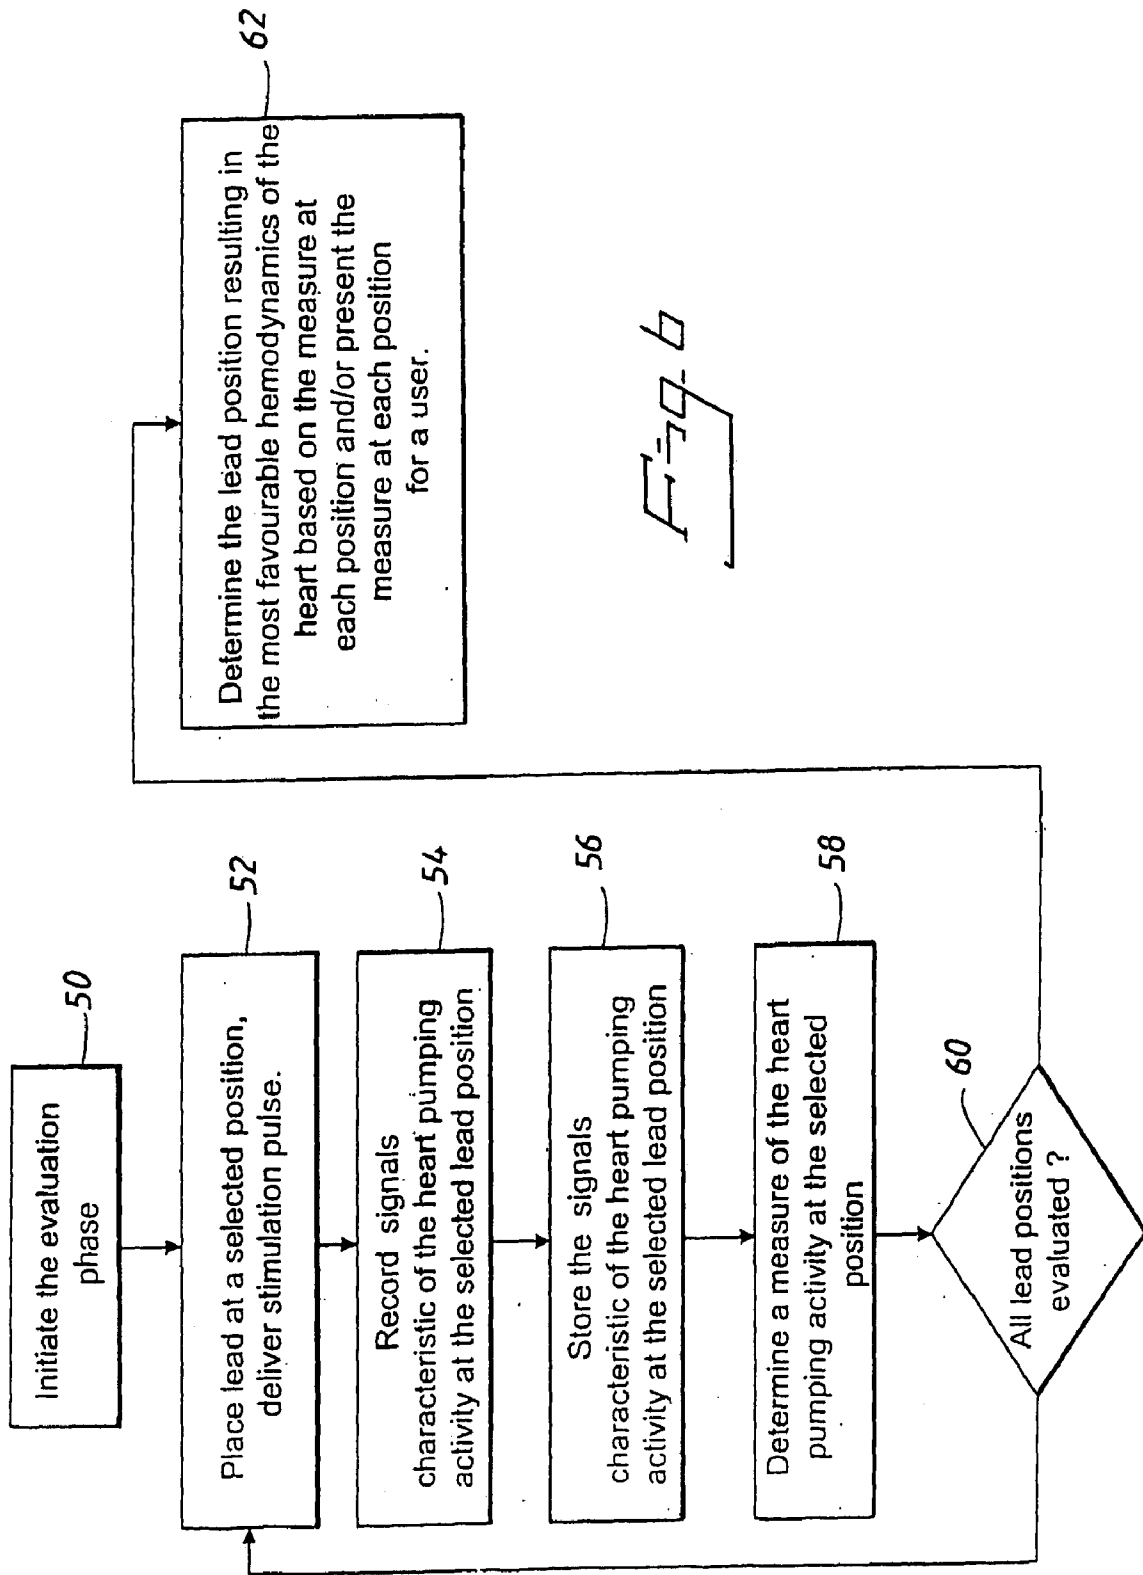 Initiate the evaluation
phase
50
Place lead at a selected position,
deliver stimulation pulse.
52
Record signals
characteristic of the heart pumping
activity at the selected lead position
54
Store the signals
characteristic of the heart pumping
activity at the selected lead position
56
Determine a measure of the heart
pumping activity at the selected
position
58
All lead positions
evaluated ?
60
Determine the lead position resulting in
the most favourable hemodynamics of the
heart based on the measure at
each position and/or present the
measure at each position
for a user.
62
Fig. 6